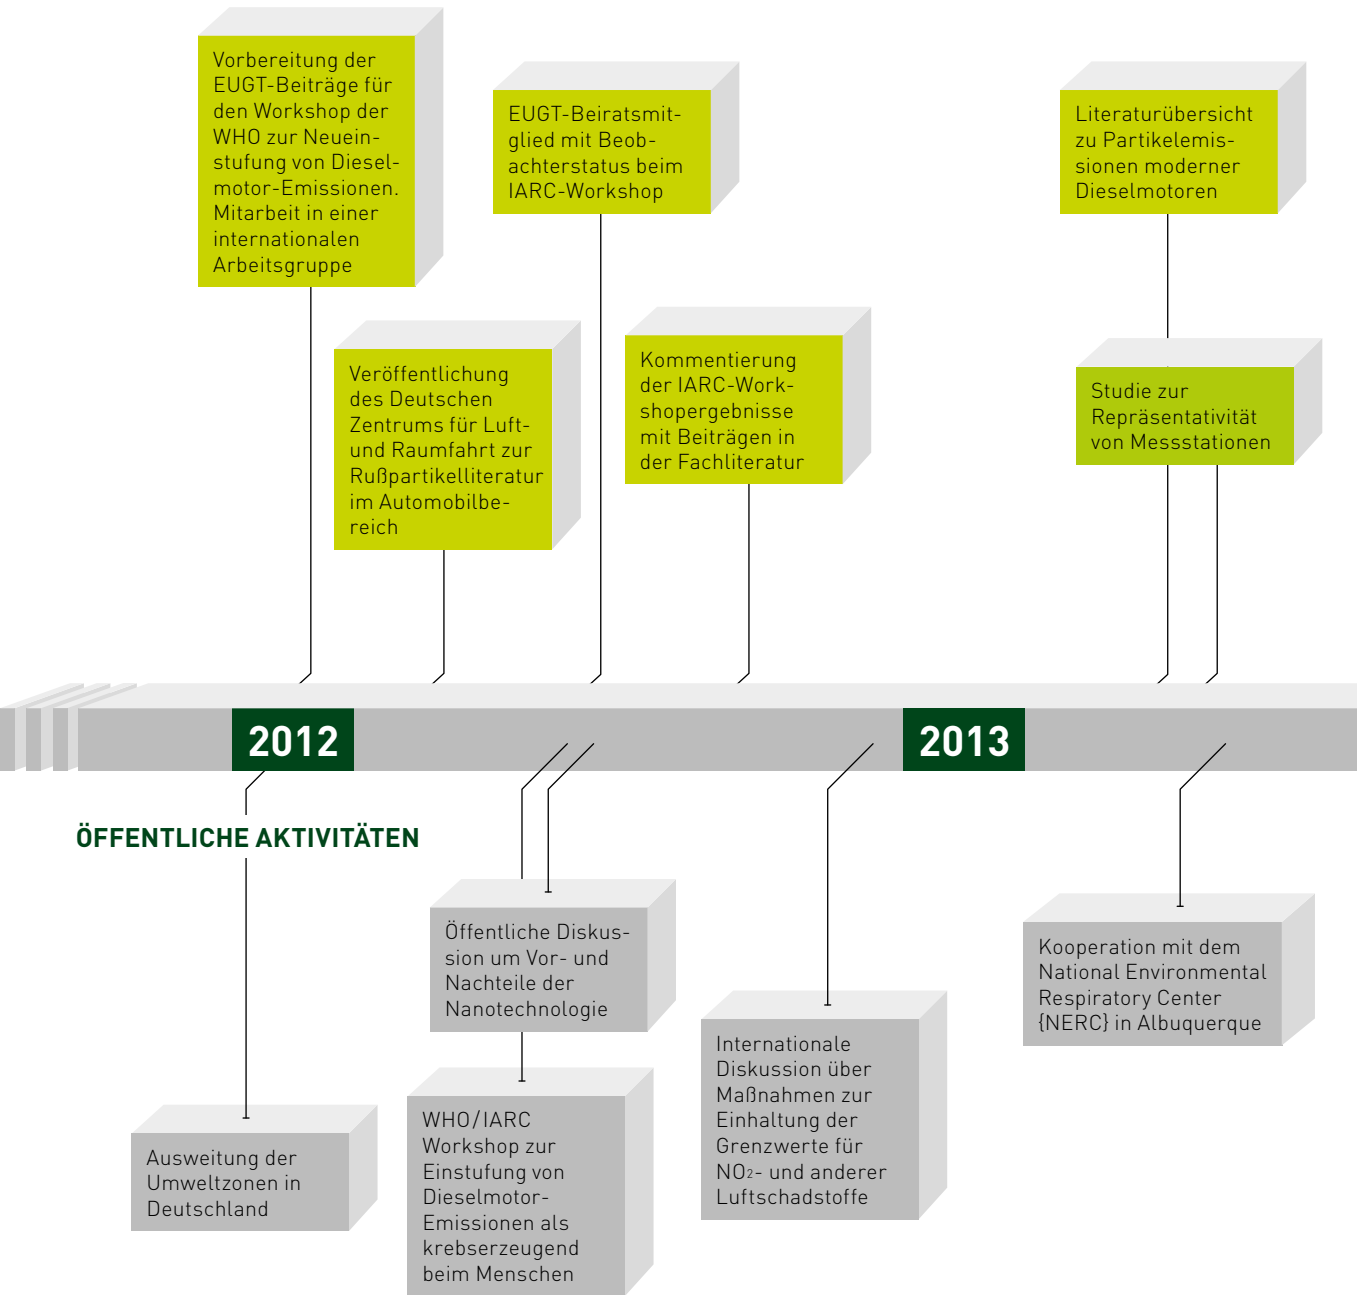 Vorbereitung der
EUGT-Beiträge für
den Workshop der
WHO zur Neuein-
stufung von Diesel-
motor-Emissionen.
Mitarbeit in einer
internationalen
Arbeitsgruppe
EUGT-Beiratsmit-
glied mit Beob-
achterstatus beim
IARC-Workshop
Literaturübersicht
zu Partikelemis-
sionen moderner
Dieselmotoren
Veröffentlichung
des Deutschen
Zentrums für Luft-
und Raumfahrt zur
Rußpartikelliteratur
im Automobilbe-
reich
Kommentierung
der IARC-Work-
shopergebnisse
mit Beiträgen in
der Fachliteratur
Studie zur
Repräsentativität
von Messstationen
2012
2013
ÖFFENTLICHE AKTIVITÄTEN
Öffentliche Diskus-
sion um Vor- und
Nachteile der
Nanotechnologie
Kooperation mit dem
National Environmental
Respiratory Center
{NERC} in Albuquerque
Internationale
Diskussion über
Maßnahmen zur
Einhaltung der
Grenzwerte für
NO2- und anderer
Luftschadstoffe
Ausweitung der
Umweltzonen in
Deutschland
WHO/IARC
Workshop zur
Einstufung von
Dieselmotor-
Emissionen als
krebserzeugend
beim Menschen